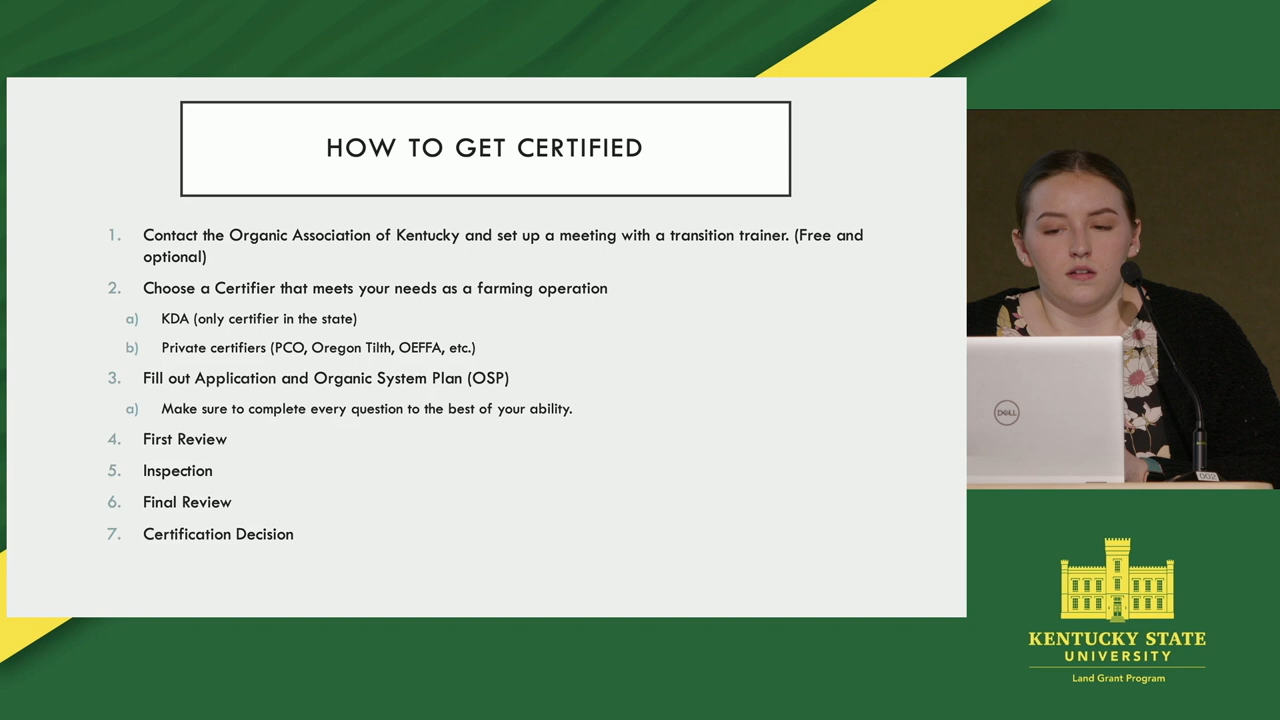 HOW TO GET CERTIFIED
1. Contact the Organic Association of Kentucky and set up a meeting with a transition trainer. (Free and
optional)
2. Choose a Certifier that meets your needs as a farming operation
a) KDA (only certifier in the state)
b) Private certifiers (PCO, Oregon Tilth, OEFFA, etc.)
3. Fill out Application and Organic System Plan (OSP)
a) Make sure to complete every question to the best of your ability.
4. First Review
5. Inspection
6. Final Review
7. Certification Decision
DELL
002
KENTUCKY STATE
UNIVERSITY
Land Grant Program